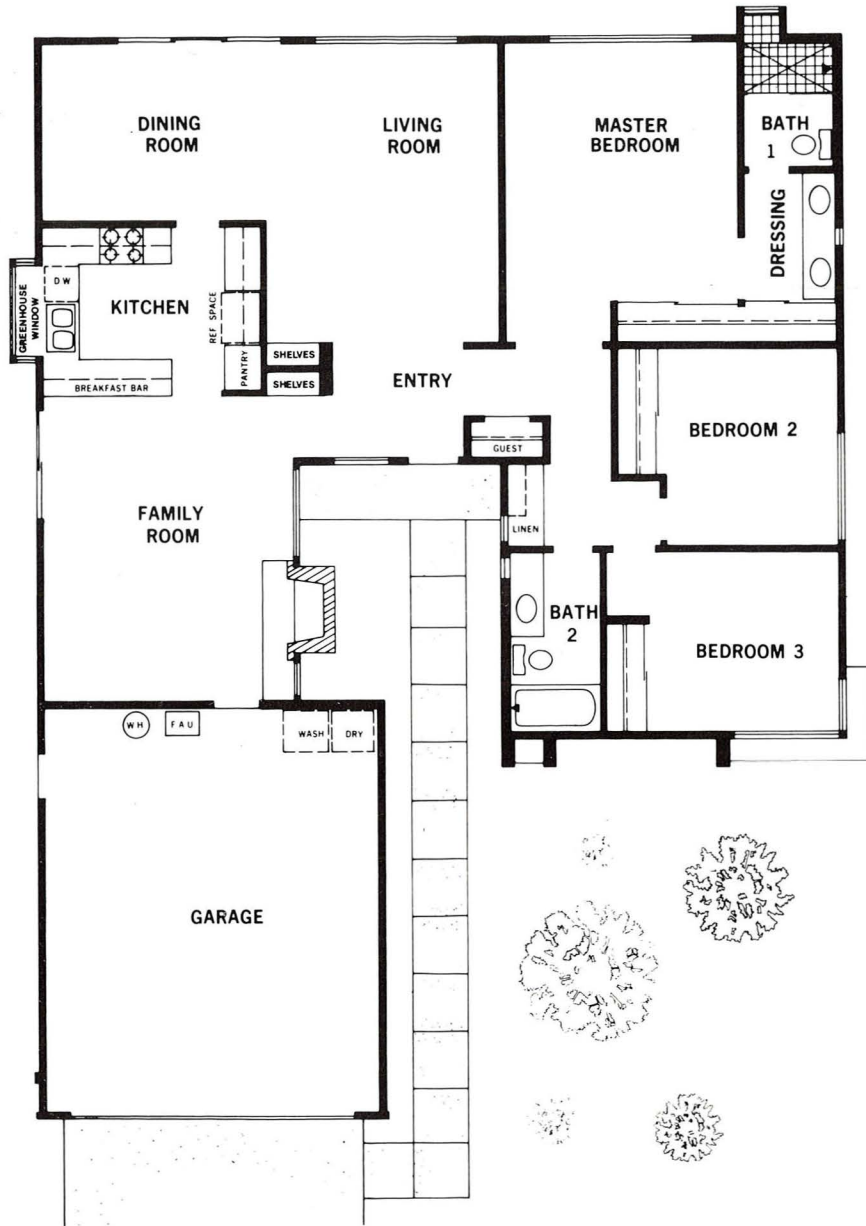 DINING
ROOM
LIVING
ROOM
MASTER
BEDROOM
BATH
1
DRESSING
GREENHOUSE
WINDOW
DW
KITCHEN
REF SPACE
PANTRY
SHELVES
SHELVES
BREAKFAST BAR
ENTRY
GUEST
BEDROOM 2
LINEN
FAMILY
ROOM
BATH
2
BEDROOM 3
WH
FAU
WASH
DRY
GARAGE